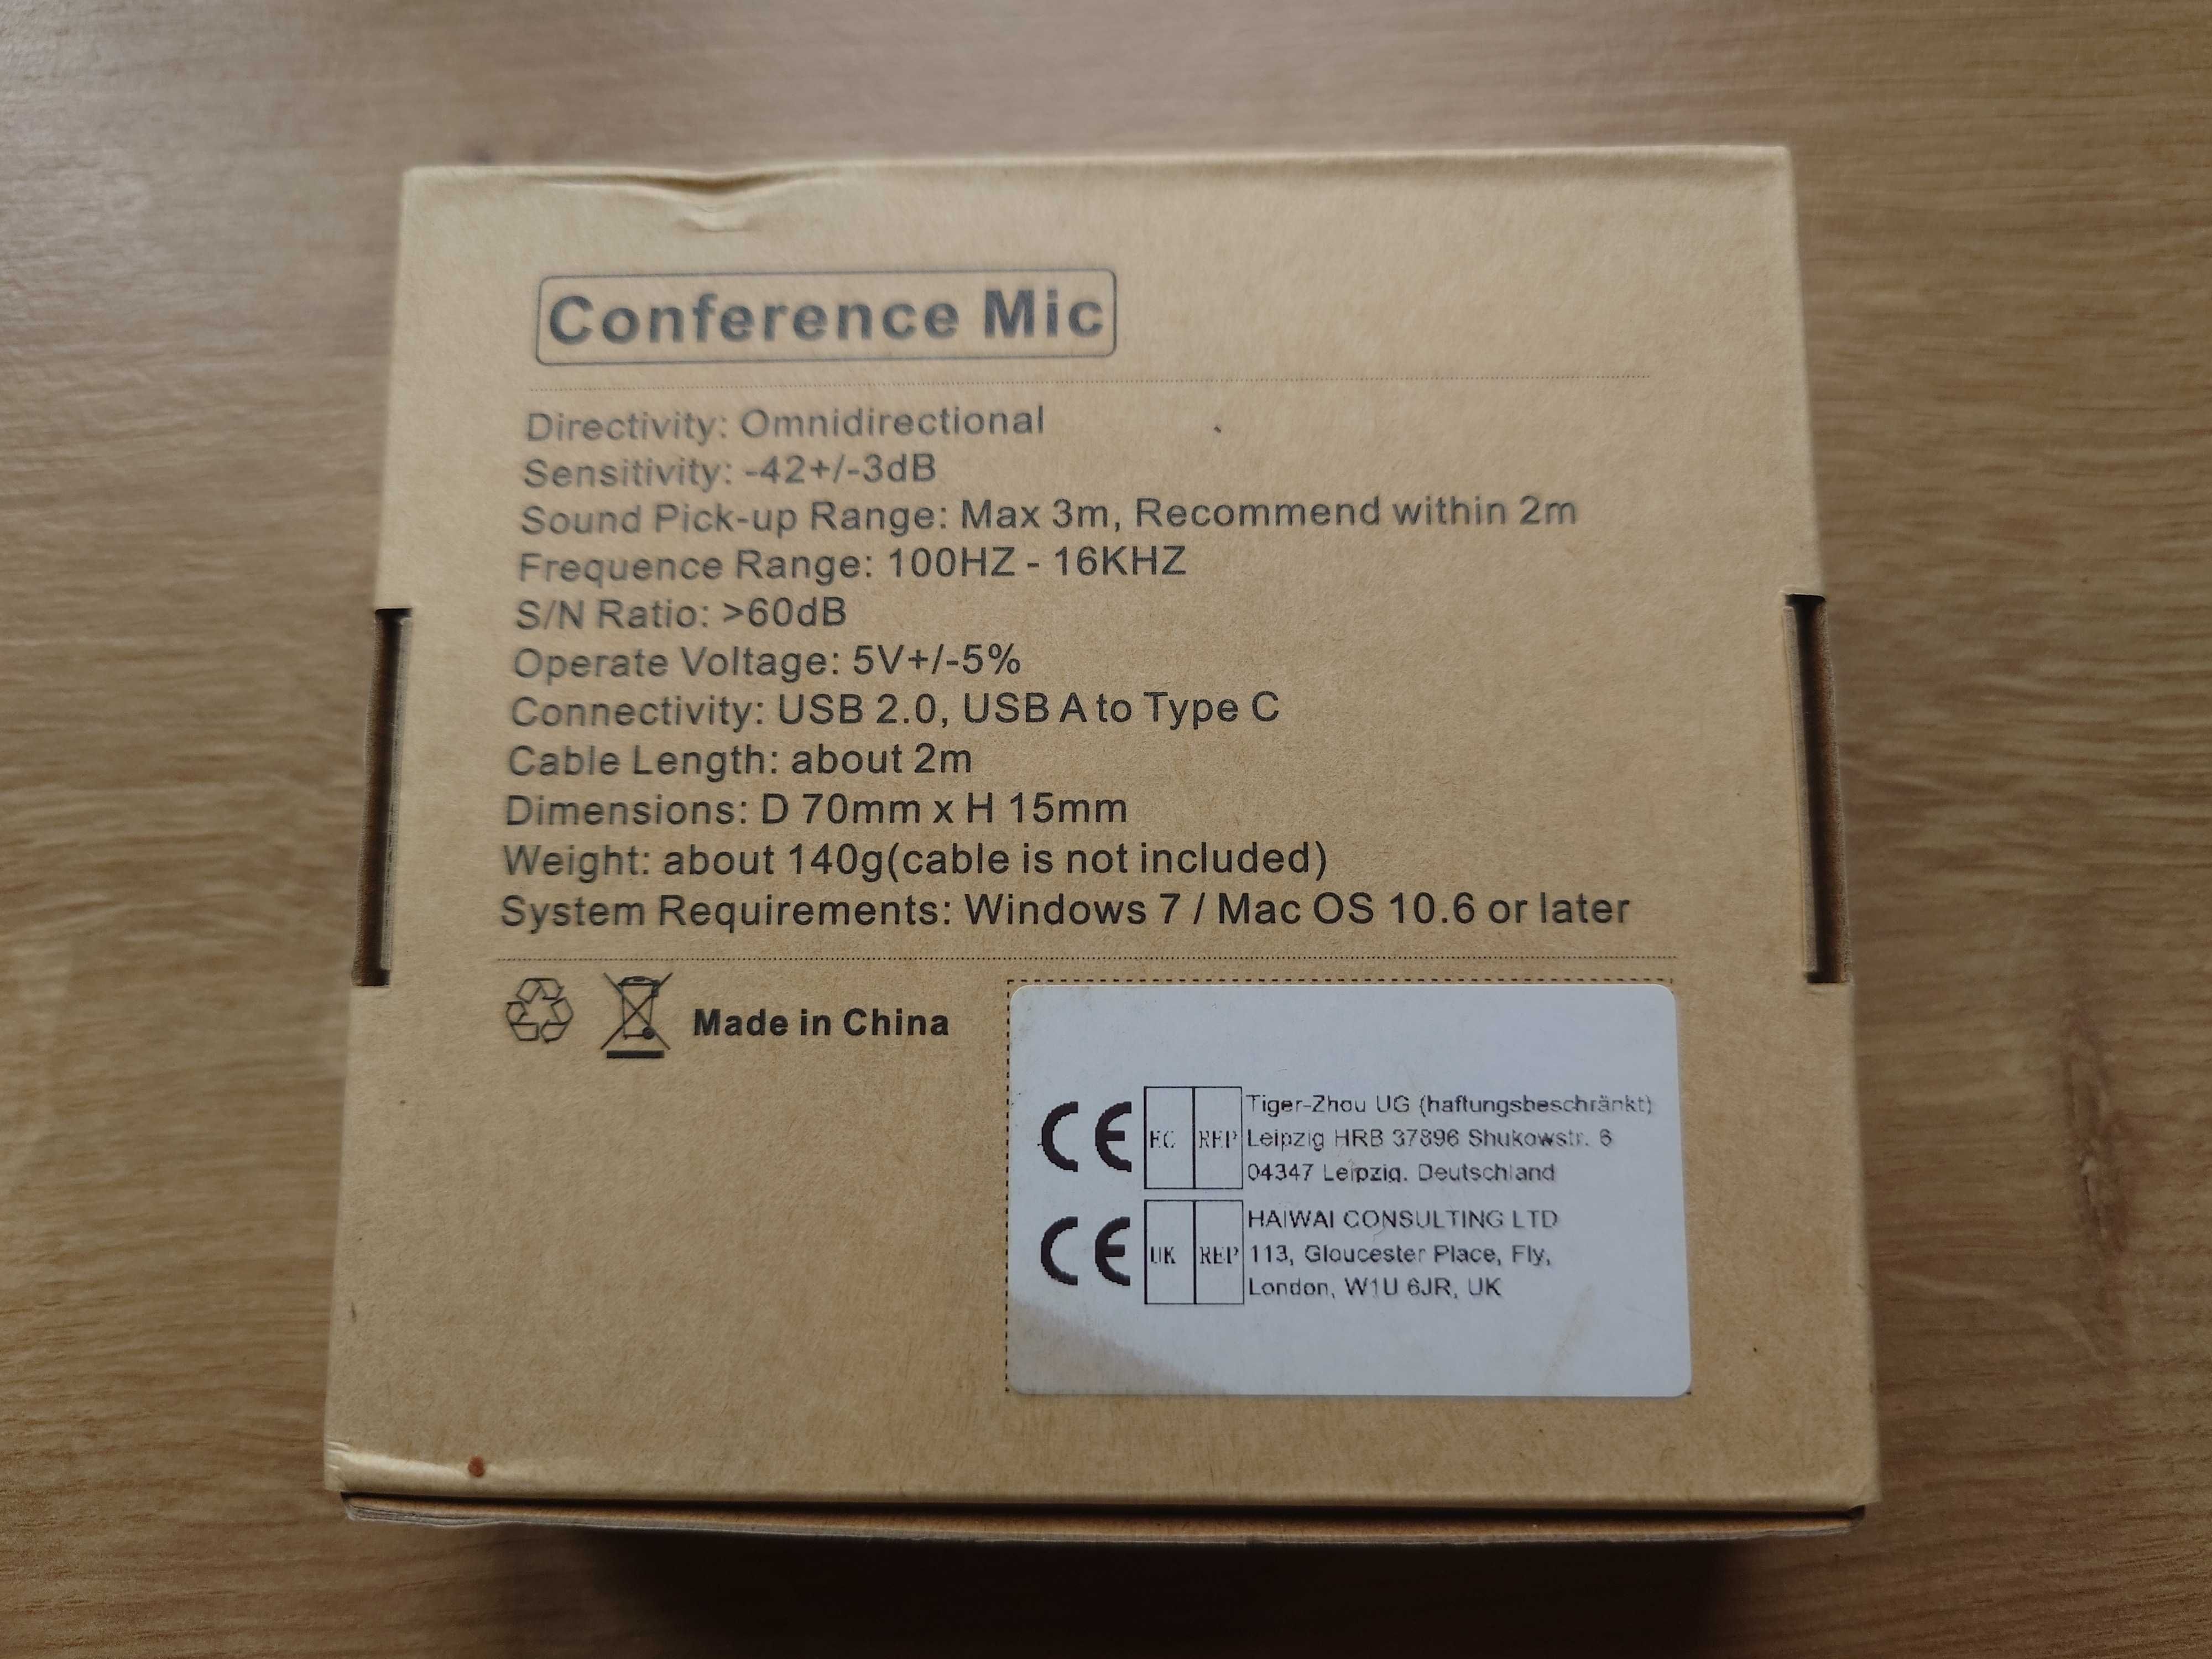 Conference Mic
Directivity: Omnidirectional
Sensitivity: -42+/-3dB
Sound Pick-up Range: Max 3m, Recommend within 2m
Frequence Range: 100HZ - 16KHZ
S/N Ratio: >60dB
Operate Voltage: 5V+/-5%
Connectivity: USB 2.0, USB A to Type C
Cable Length: about 2m
Dimensions: D 70mm x H 15mm
Weight: about 140g(cable is not included)
System Requirements: Windows 7 / Mac OS 10.6 or later
Made in China
CE EC REP
Tiger-Zhou UG (haftungsbeschränkt)
Leipzig HRB 37896 Shukowstr. 6
04347 Leipzig. Deutschland
CE UK REP
HAIWAI CONSULTING LTD
113, Gloucester Place, Fly,
London, W1U 6JR, UK